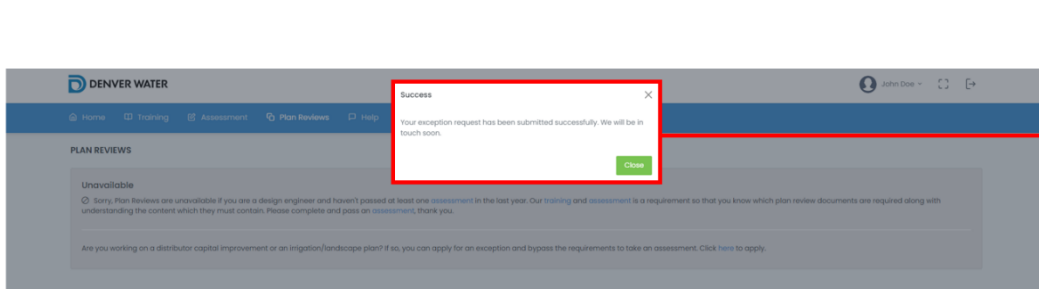 DENVER WATER
John Doe
Home Training Assessment Plan Reviews Help
Success
Your exception request has been submitted successfully. We will be in
touch soon.
Close
PLAN REVIEWS
Unavailable
Sorry, Plan Reviews are unavailable if you are a design engineer and haven't passed at least one assessment in the last year. Our training and assessment is a requirement so that you know which plan review documents are required along with
understanding the content which they must contain. Please complete and pass an assessment, thank you.
Are you working on a distributor capital improvement or an irrigation/landscape plan? If so, you can apply for an exception and bypass the requirements to take an assessment. Click here to apply.